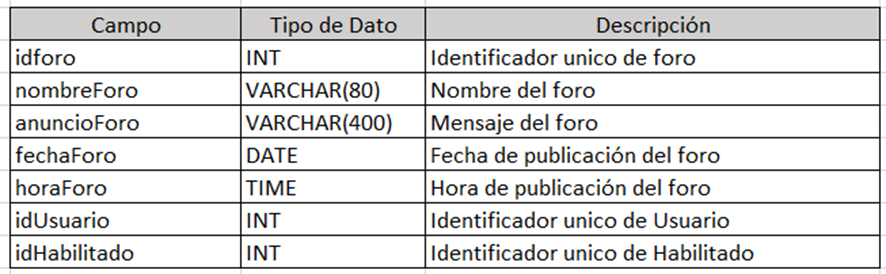 Campo Tipo de Dato Descripción
idforo INT Identificador unico de foro
nombreForo VARCHAR(80) Nombre del foro
anuncioForo VARCHAR(400) Mensaje del foro
fechaForo DATE Fecha de publicación del foro
horaForo TIME Hora de publicación del foro
idUsuario INT Identificador unico de Usuario
idHabilitado INT Identificador unico de Habilitado